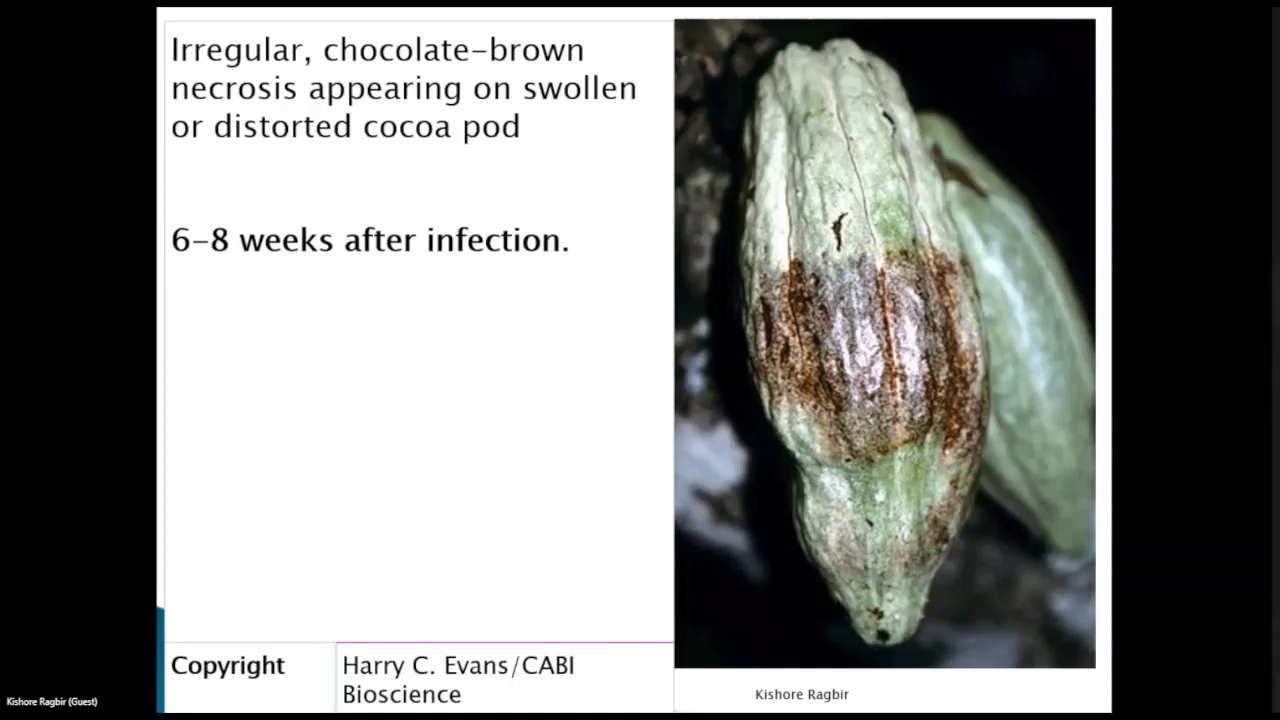 Irregular, chocolate-brown
necrosis appearing on swollen
or distorted cocoa pod
6-8 weeks after infection.
Copyright
Harry C. Evans/CABI
Bioscience
Kishore Ragbir
Kishore Ragbir (Guest)